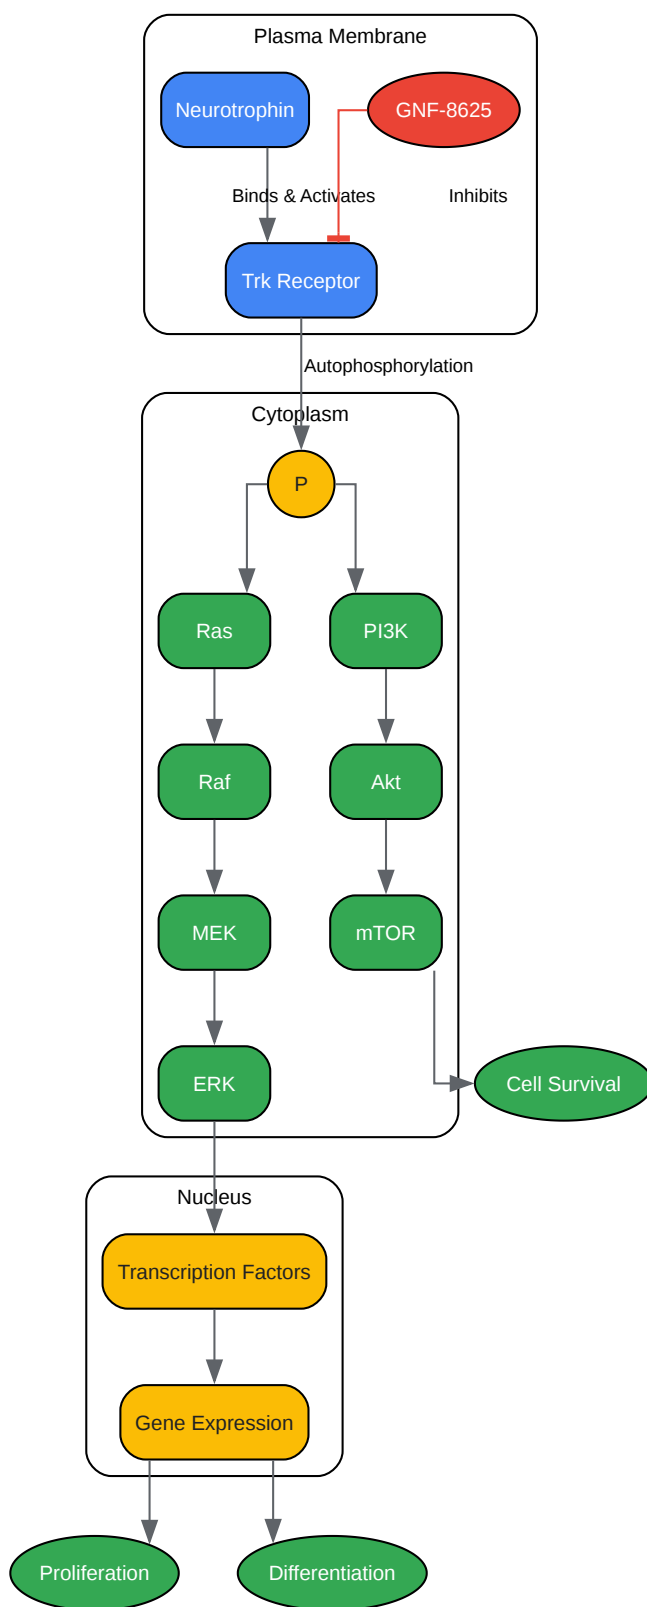 Plasma Membrane
Neurotrophin
GNF-8625
Binds & Activates
Inhibits
Trk Receptor
Autophosphorylation
Cytoplasm
P
Ras
PI3K
Raf
Akt
MEK
mTOR
ERK
Cell Survival
Nucleus
Transcription Factors
Gene Expression
Proliferation
Differentiation